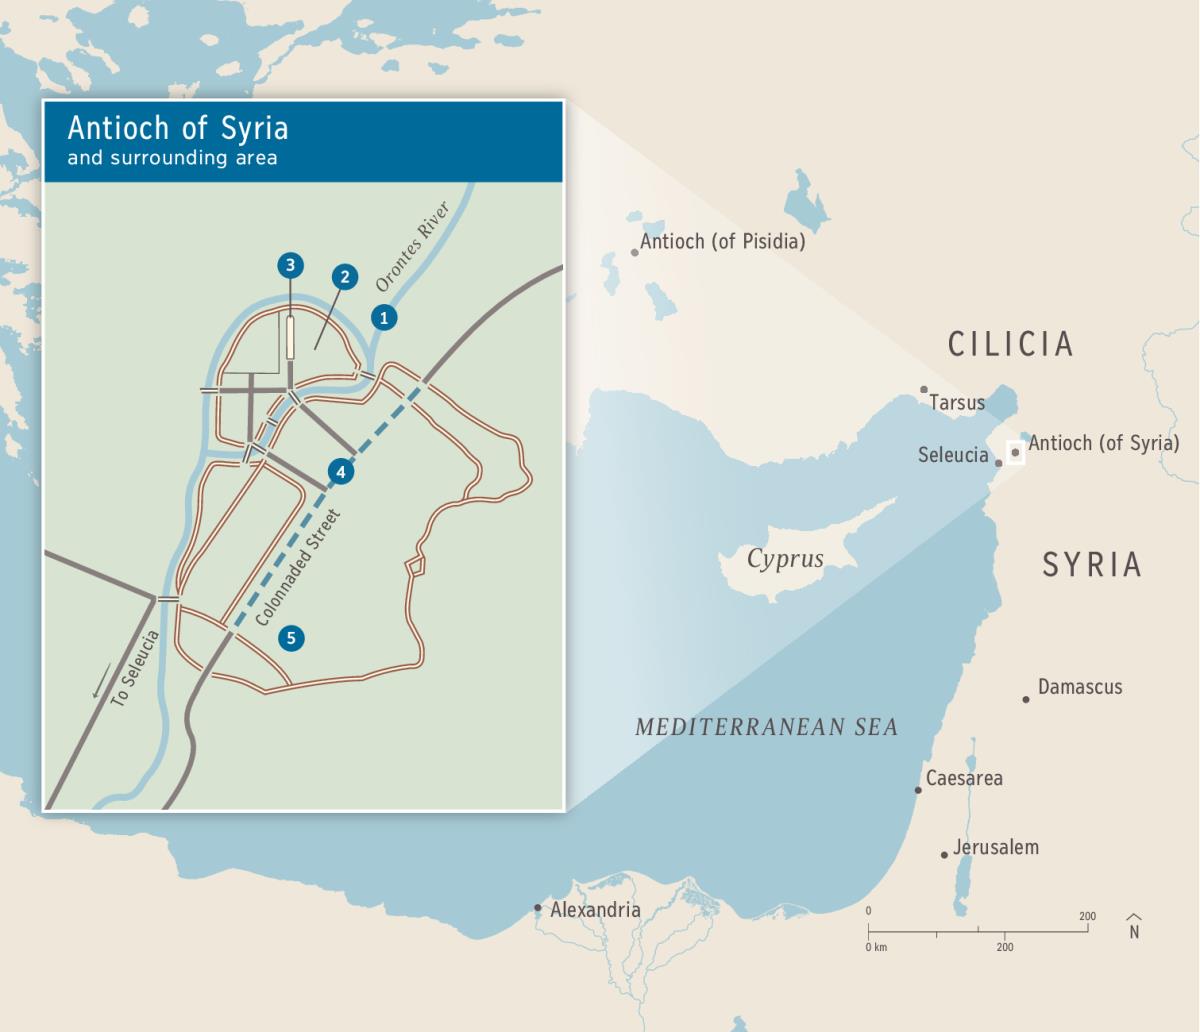 Antioch of Syria
and surrounding area
Orontes River
3
2
1
4
Colonnaded Street
5
To Seleucia
Antioch (of Pisidia)
CILICIA
Tarsus
Antioch (of Syria)
Seleucia
Cyprus
SYRIA
Damascus
MEDITERRANEAN SEA
Caesarea
Jerusalem
Alexandria
0
200
0 km
200
N